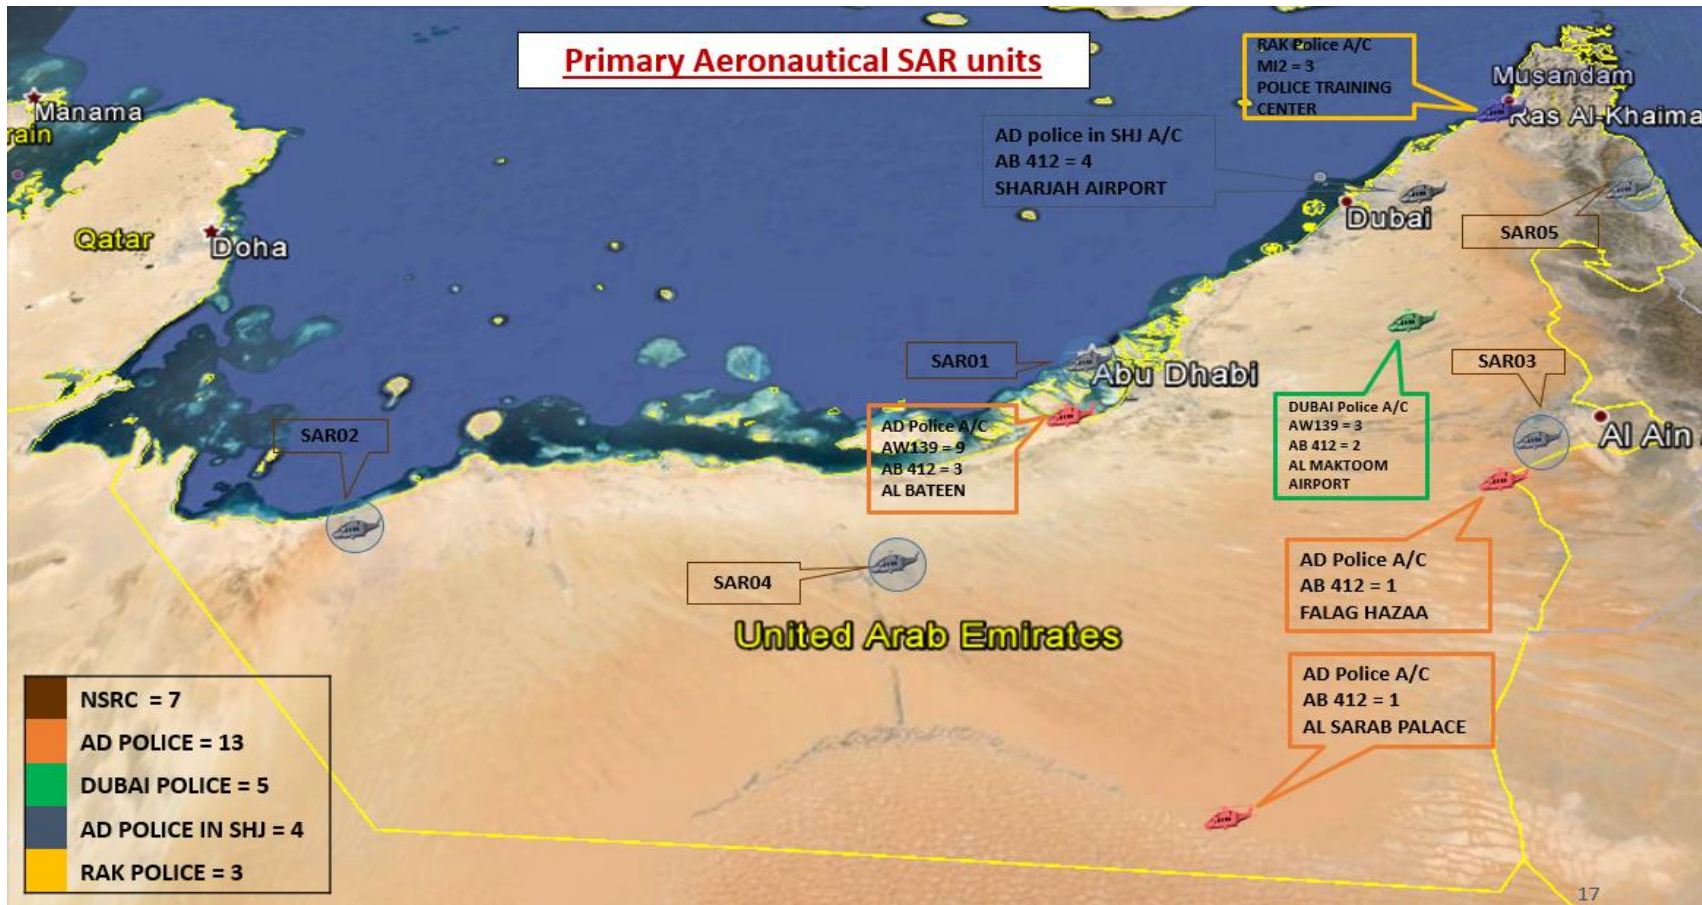 Primary Aeronautical SAR units
RAK Police A/C
MI2 = 3
POLICE TRAINING
CENTER
Musandam
Ras Al-Khaima
Manama
rain
AD police in SHJ A/C
AB 412 = 4
SHARJAH AIRPORT
Dubai
SAR05
Qatar
Doha
SAR01
Abu Dhabi
SAR03
AD Police A/C
AW139 = 9
AB 412 = 3
AL BATEEN
DUBAI Police A/C
AW139 = 3
AB 412 = 2
AL MAKTOOM
AIRPORT
Al Ain
SAR02
SAR04
AD Police A/C
AB 412 = 1
FALAG HAZAA
United Arab Emirates
AD Police A/C
AB 412 = 1
AL SARAB PALACE
NSRC = 7
AD POLICE = 13
DUBAI POLICE = 5
AD POLICE IN SHJ = 4
RAK POLICE = 3
17